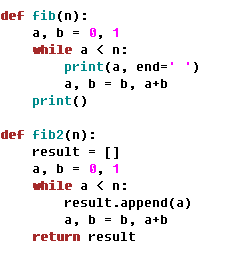 def fib(n):
    a, b = 0, 1
    while a < n:
        print(a, end=' ')
        a, b = b, a+b
    print()

def fib2(n):
    result = []
    a, b = 0, 1
    while a < n:
        result.append(a)
        a, b = b, a+b
    return result